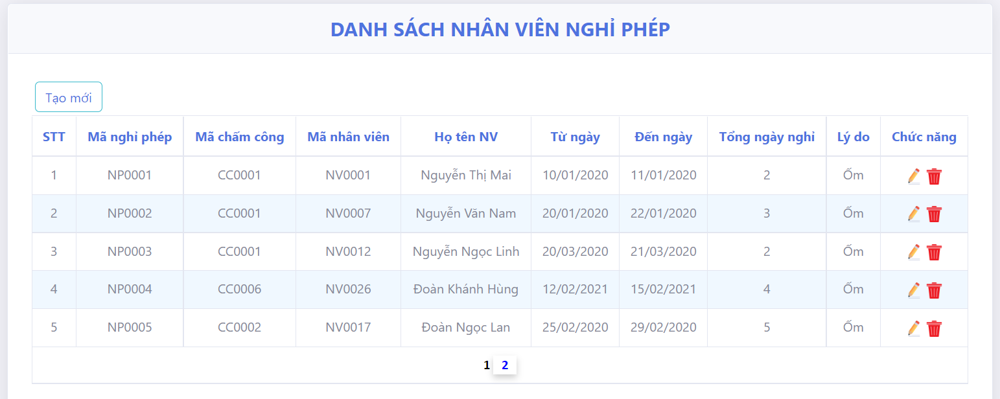 DANH SÁCH NHÂN VIÊN NGHỈ PHÉP
Tạo mới
STT Mã nghỉ phép Mã chấm công Mã nhân viên Họ tên NV Từ ngày Đến ngày Tổng ngày nghỉ Lý do Chức năng
1 NP0001 CC0001 NV0001 Nguyễn Thị Mai 10/01/2020 11/01/2020 2 Ốm
2 NP0002 CC0001 NV0007 Nguyễn Văn Nam 20/01/2020 22/01/2020 3 Ốm
3 NP0003 CC0001 NV0012 Nguyễn Ngọc Linh 20/03/2020 21/03/2020 2 Ốm
4 NP0004 CC0006 NV0026 Đoàn Khánh Hùng 12/02/2021 15/02/2021 4 Ốm
5 NP0005 CC0002 NV0017 Đoàn Ngọc Lan 25/02/2020 29/02/2020 5 Ốm
1 2